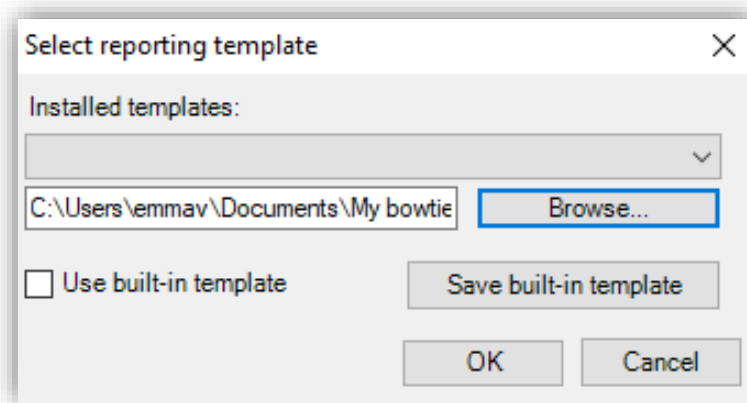 Select reporting template
Installed templates:
C:\Users\emmav\Documents\My bowtie
Browse...
Use built-in template
Save built-in template
OK
Cancel